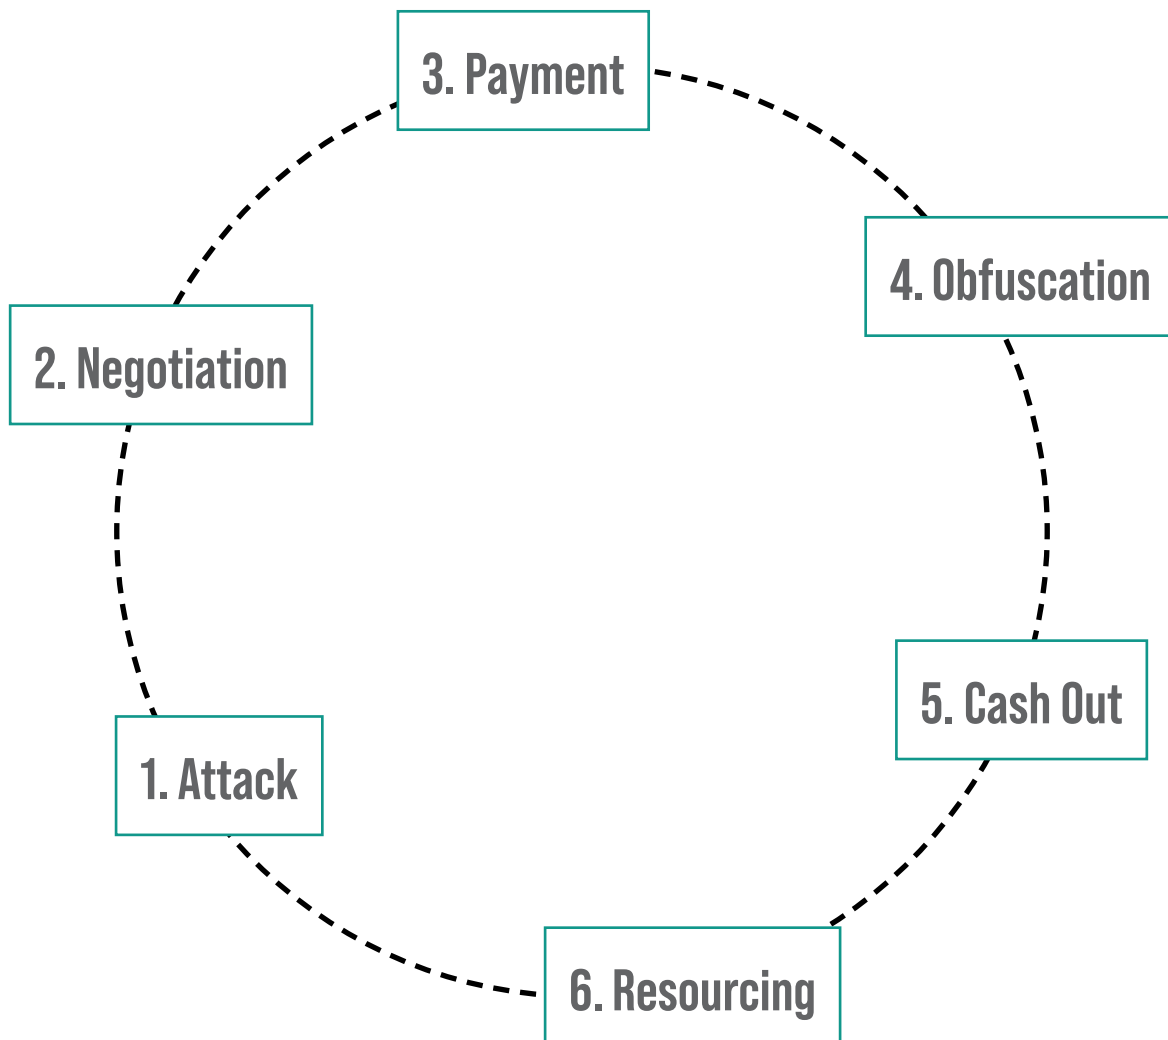 3. Payment
4. Obfuscation
2. Negotiation
5. Cash Out
1. Attack
6. Resourcing